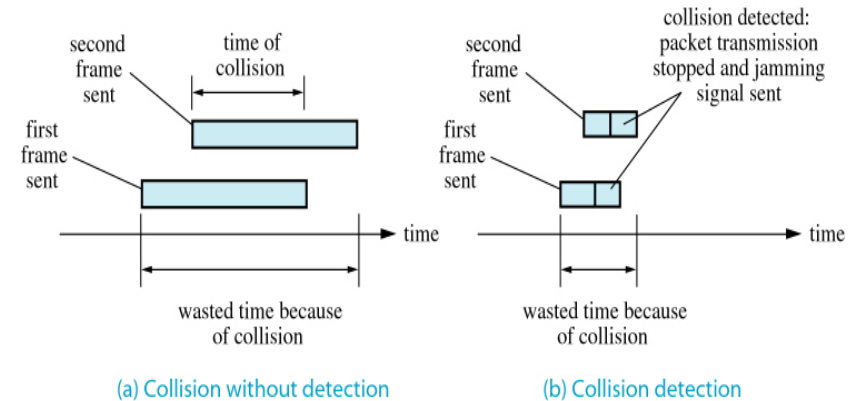 second
frame
sent
time of
collision
first
frame
sent
time
wasted time because
of collision
(a) Collision without detection
second
frame
sent
collision detected:
packet transmission
stopped and jamming
signal sent
first
frame
sent
time
wasted time because
of collision
(b) Collision detection